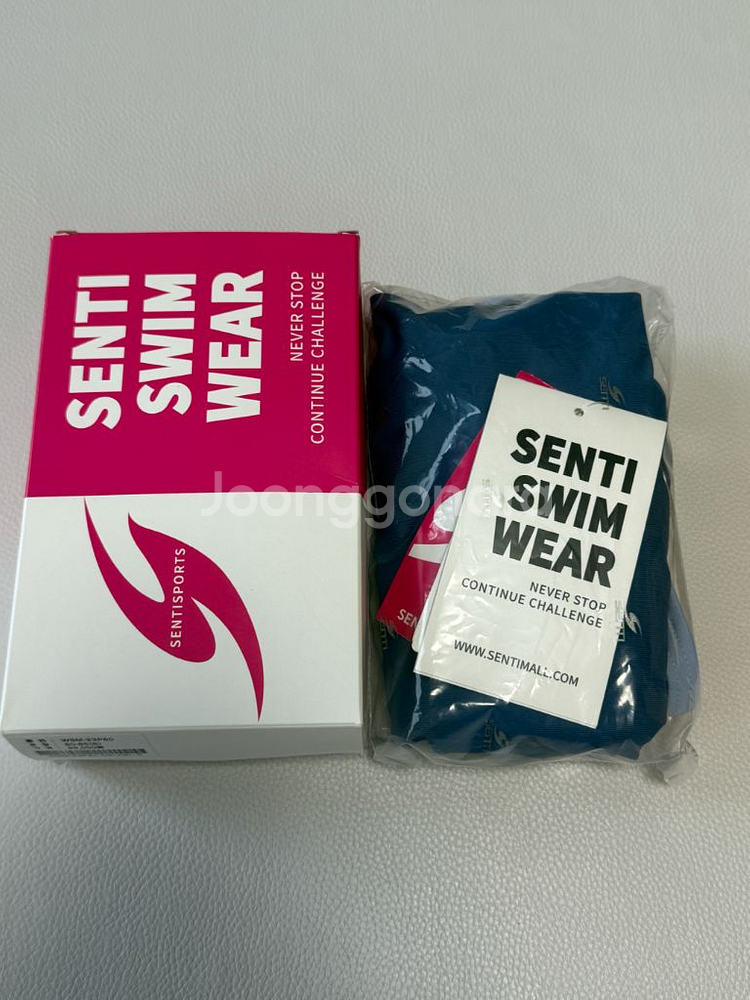 SENTI
SWIM
WEAR
NEVER STOP
CONTINUE CHALLENGE
SENTISPORTS
SENTI
SWIM
WEAR
NEVER STOP
CONTINUE CHALLENGE
WWW.SENTIMALL.COM
SENTI
Joonggonara